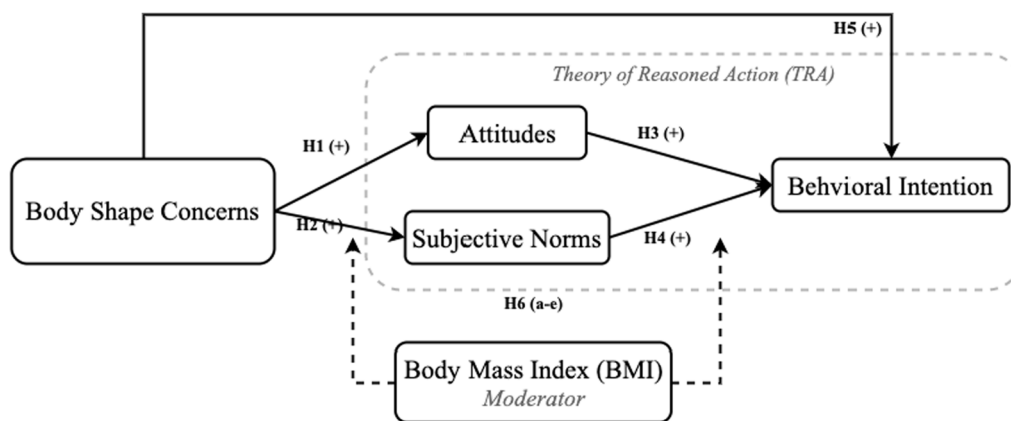 H5 (+)
Theory of Reasoned Action (TRA)
Attitudes
H1 (+)
H3 (+)
Behvioral Intention
Body Shape Concerns
H2 (+)
Subjective Norms
H4 (+)
H6 (a-e)
Body Mass Index (BMI)
Moderator